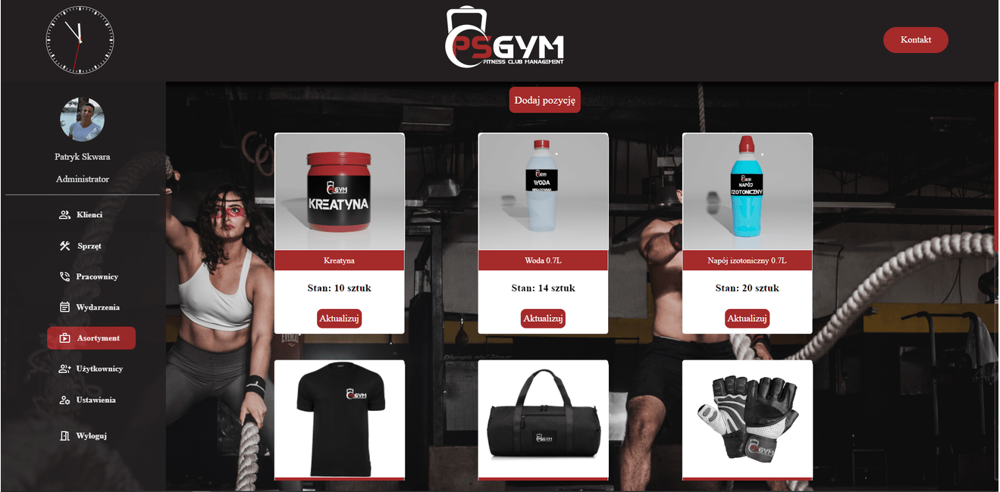 PSGYM
FITNESS CLUB MANAGEMENT
Kontakt
Patryk Skwara
Administrator
Klienci
Sprzęt
Pracownicy
Wydarzenia
Asortyment
Użytkownicy
Ustawienia
Wyloguj
Dodaj pozycję
PSGYM
KREATYNA
Kreatyna
Stan: 10 sztuk
Aktualizuj
WODA
Woda 0.7L
Stan: 14 sztuk
Aktualizuj
NAPÓJ
IZOTONICZNY
Napój izotoniczny 0.7L
Stan: 20 sztuk
Aktualizuj
PSGYM
PSGYM
PSGYM